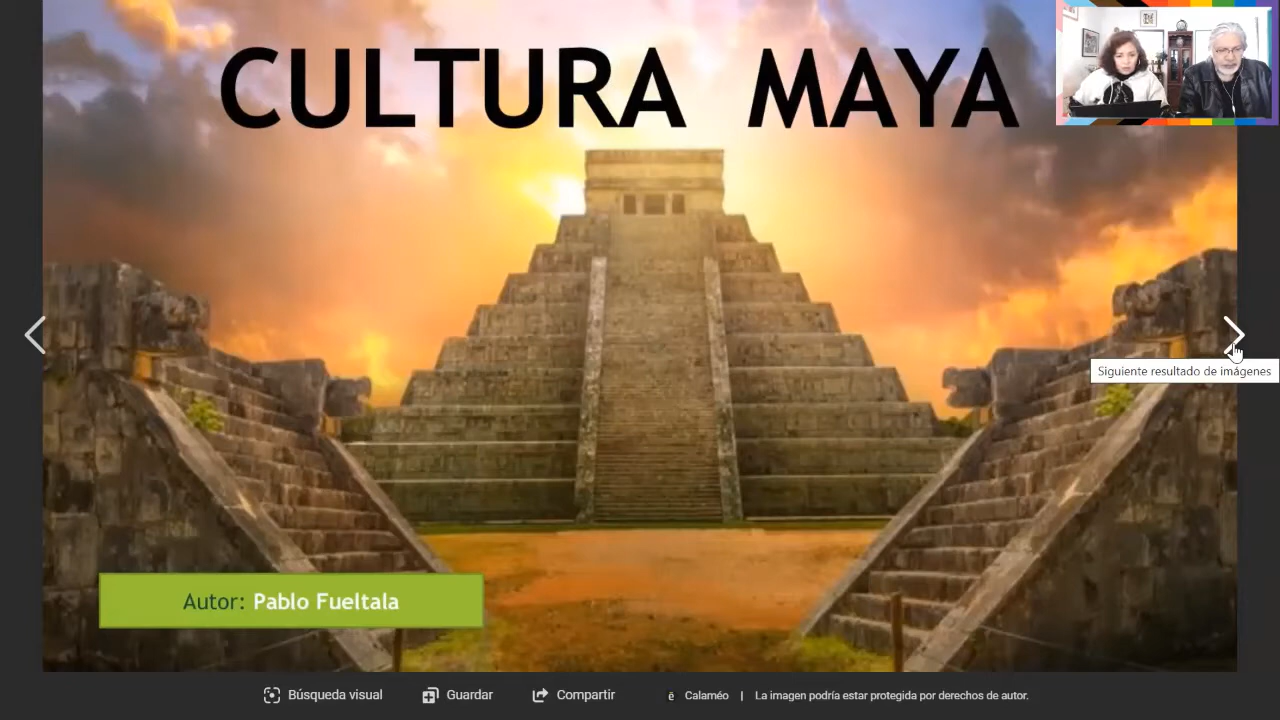 CULTURA MAYA
Siguiente resultado de imágenes
Autor: Pablo Fueltala
Búsqueda visual
Guardar
Compartir
ĕ Calaméo | La imagen podría estar protegida por derechos de autor.